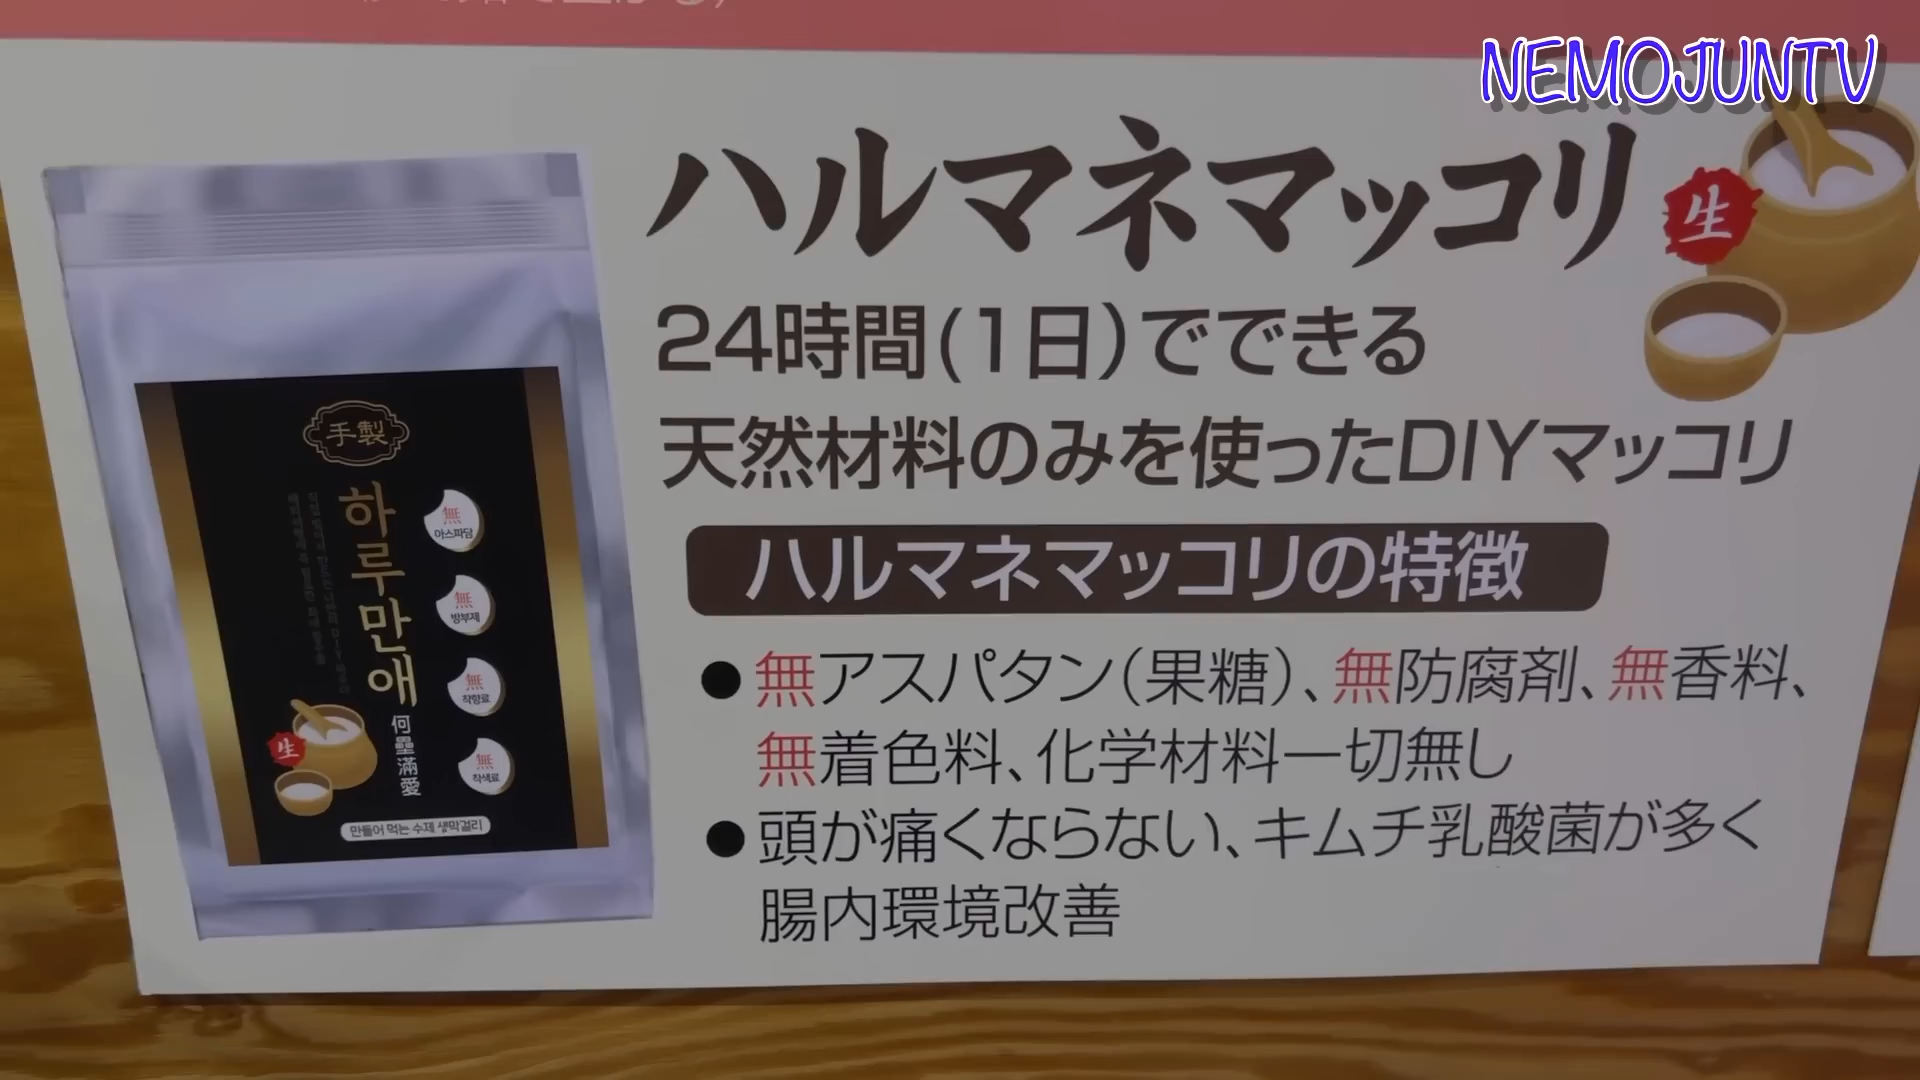 NEMOJUNTV
ハルマネマッコリ
生
24時間(1日)でできる
天然材料のみを使ったDIYマッコリ
ハルマネマッコリの特徴
●無アスパタン(果糖)、無防腐剤、無香料、
無着色料、化学材料一切無し
●頭が痛くならない、キムチ乳酸菌が多く
腸内環境改善
手製
하루만애
何壘滿愛
無
아스파탐
無
방부제
無
착향료
無
착색료
生
만들어 먹는 수제 생막걸리